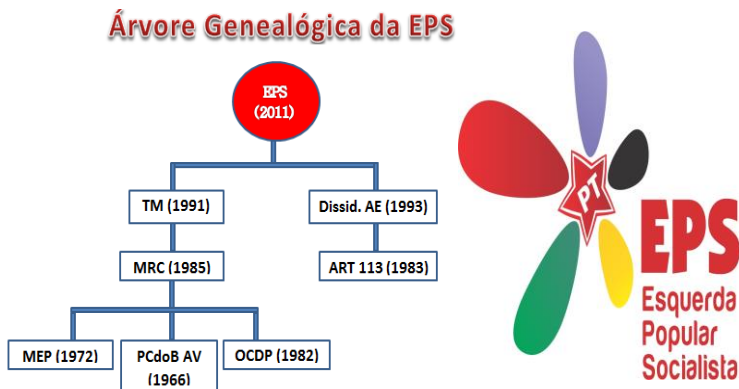 Árvore Genealógica da EPS
EPS
(2011)
TM (1991)
Dissid. AE (1993)
MRC (1985)
ART 113 (1983)
MEP (1972)
PCdoB AV
(1966)
OCDP (1982)
PT
EPS
Esquerda
Popular
Socialista